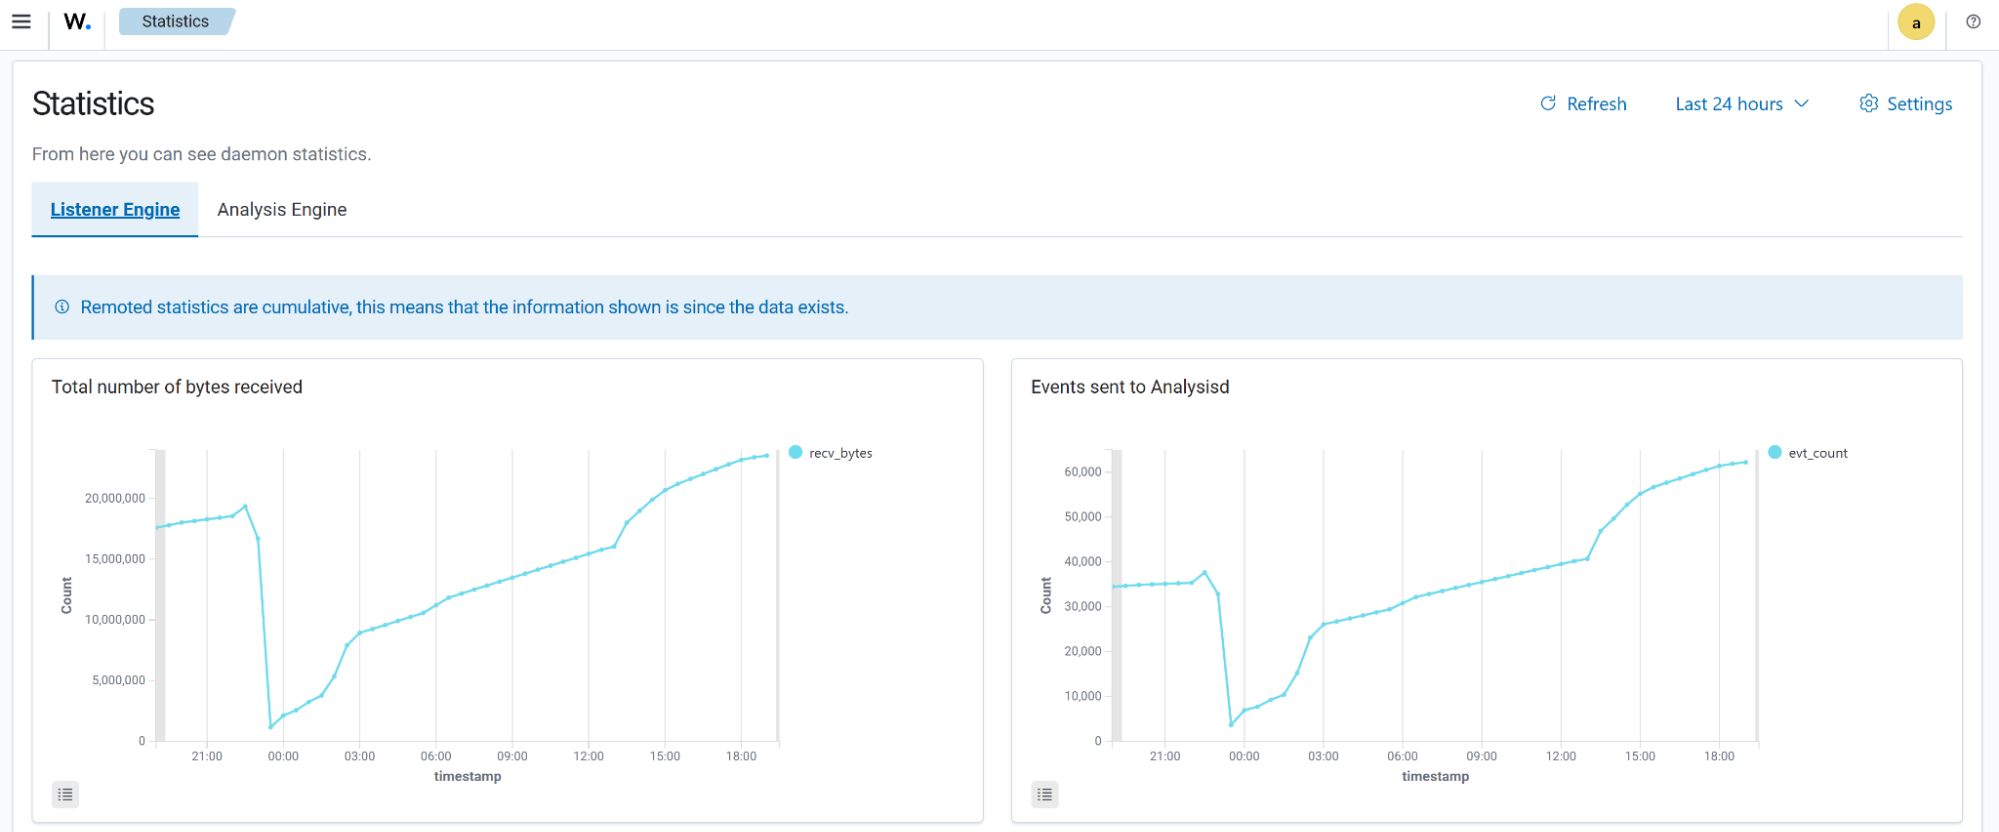 W.
Statistics
a
Statistics
Refresh
Last 24 hours
Settings
From here you can see daemon statistics.
Listener Engine
Analysis Engine
Remoted statistics are cumulative, this means that the information shown is since the data exists.
Total number of bytes received
recv_bytes
20,000,000
15,000,000
10,000,000
5,000,000
0
Count
21:00 00:00 03:00 06:00 09:00 12:00 15:00 18:00
timestamp
Events sent to Analysisd
evt_count
60,000
50,000
40,000
30,000
20,000
10,000
0
Count
21:00 00:00 03:00 06:00 09:00 12:00 15:00 18:00
timestamp